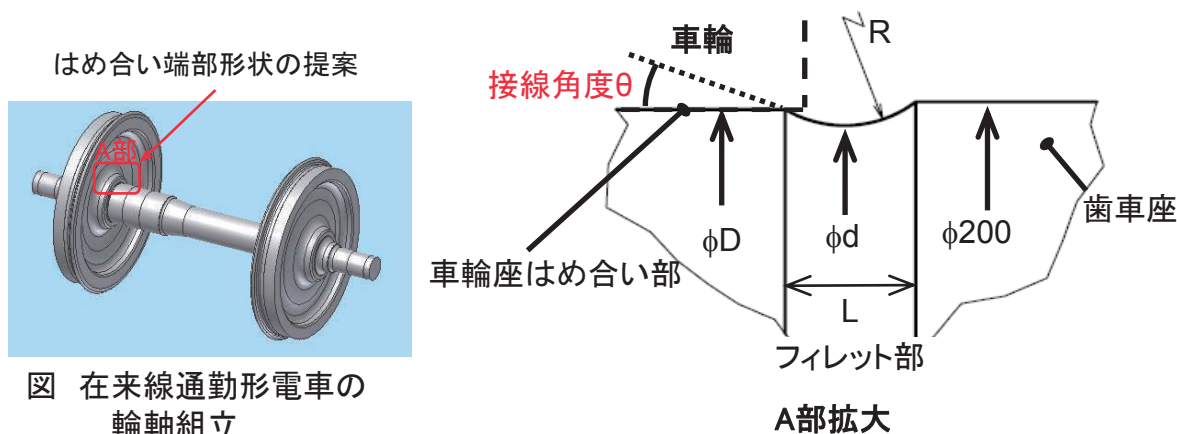 はめ合い端部形状の提案
A部
図 在来線通勤形電車の
輪軸組立
車輪
R
接線角度θ
φD
φd
φ200
歯車座
車輪座はめ合い部
L
フィレット部
A部拡大